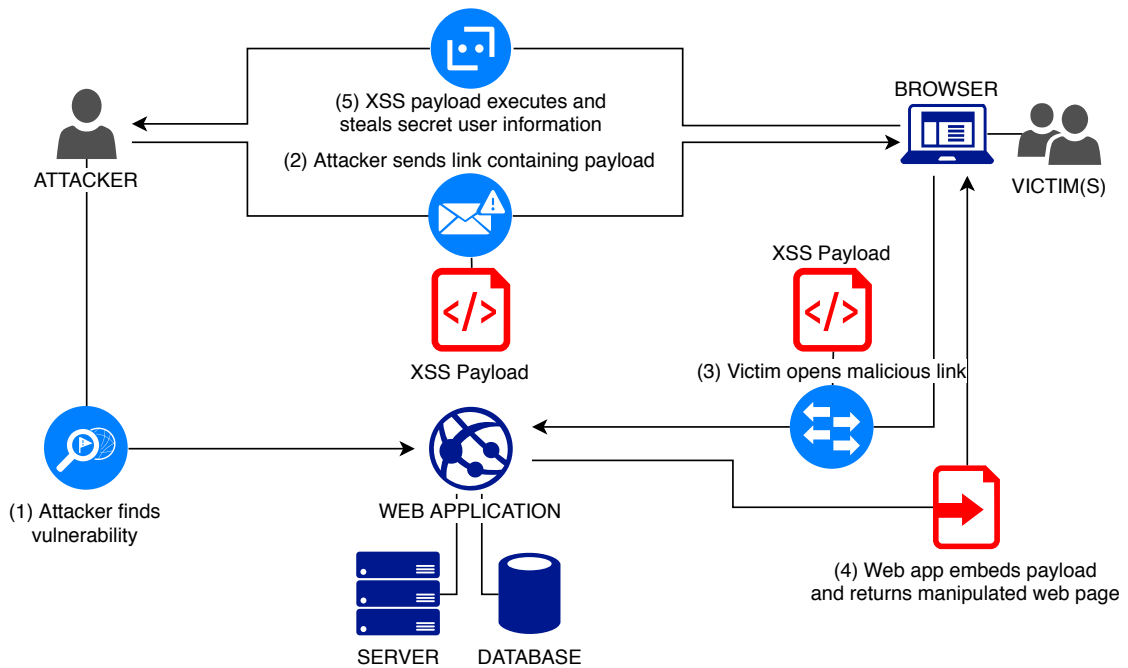 (5) XSS payload executes and
steals secret user information
BROWSER
(2) Attacker sends link containing payload
ATTACKER
VICTIM(S)
XSS Payload
</>
</>
XSS Payload
(3) Victim opens malicious link
(1) Attacker finds
vulnerability
WEB APPLICATION
(4) Web app embeds payload
and returns manipulated web page
SERVER
DATABASE